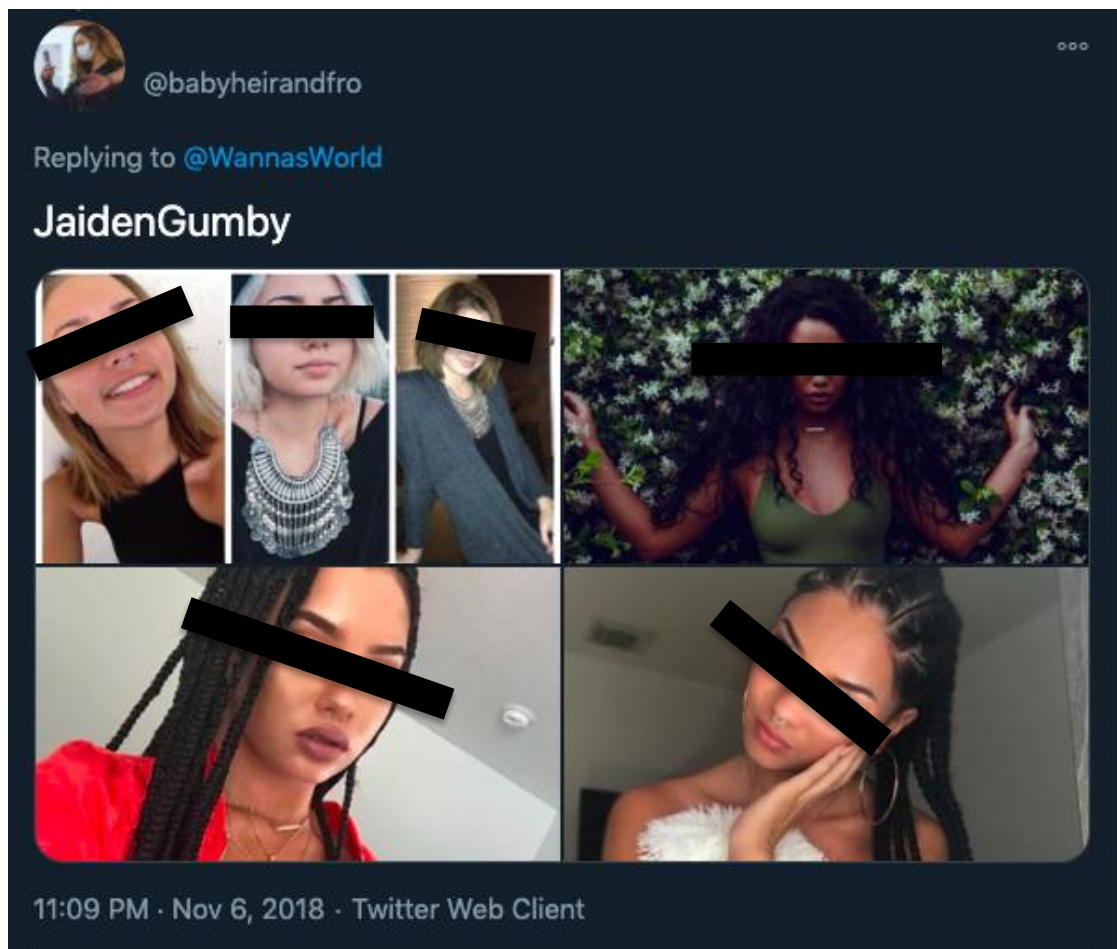 @babyheirandfro
Replying to @WannasWorld
JaidenGumby
11:09 PM · Nov 6, 2018 · Twitter Web Client